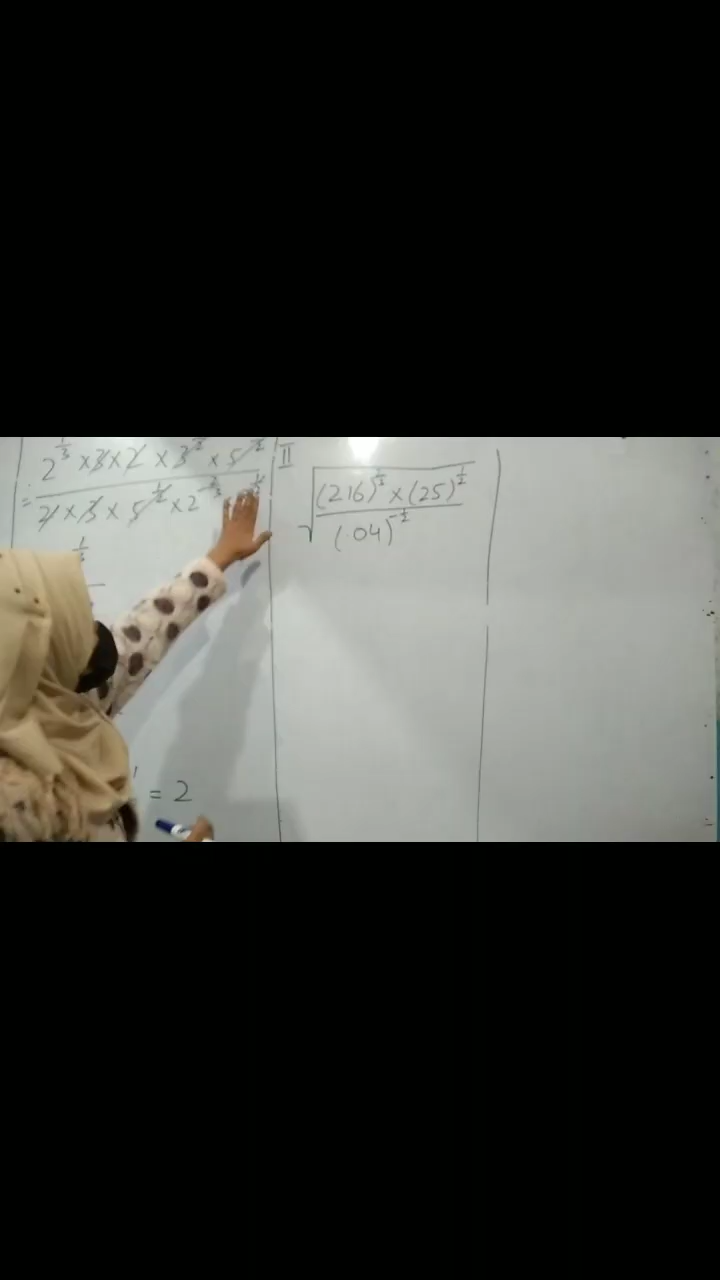 2^{1/3} × 3 × 2 × 3^{1/2} × 5^{1/2}
= 2 × 3 × 5^{1/2} × 2^{-2/3}
= 2
II
√((216)^{1/3} × (25)^{1/2}
(.04)^{-1/2}